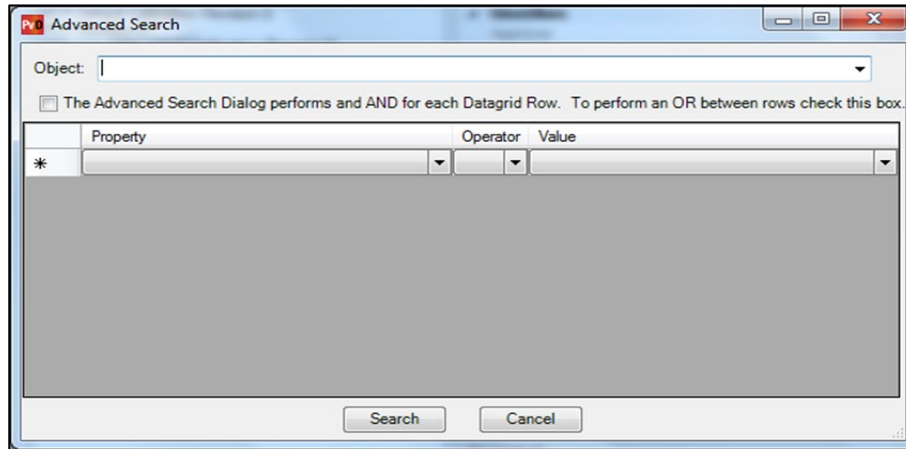 PvD Advanced Search
Object:
The Advanced Search Dialog performs and AND for each Datagrid Row. To perform an OR between rows check this box.
Property Operator Value
Search Cancel